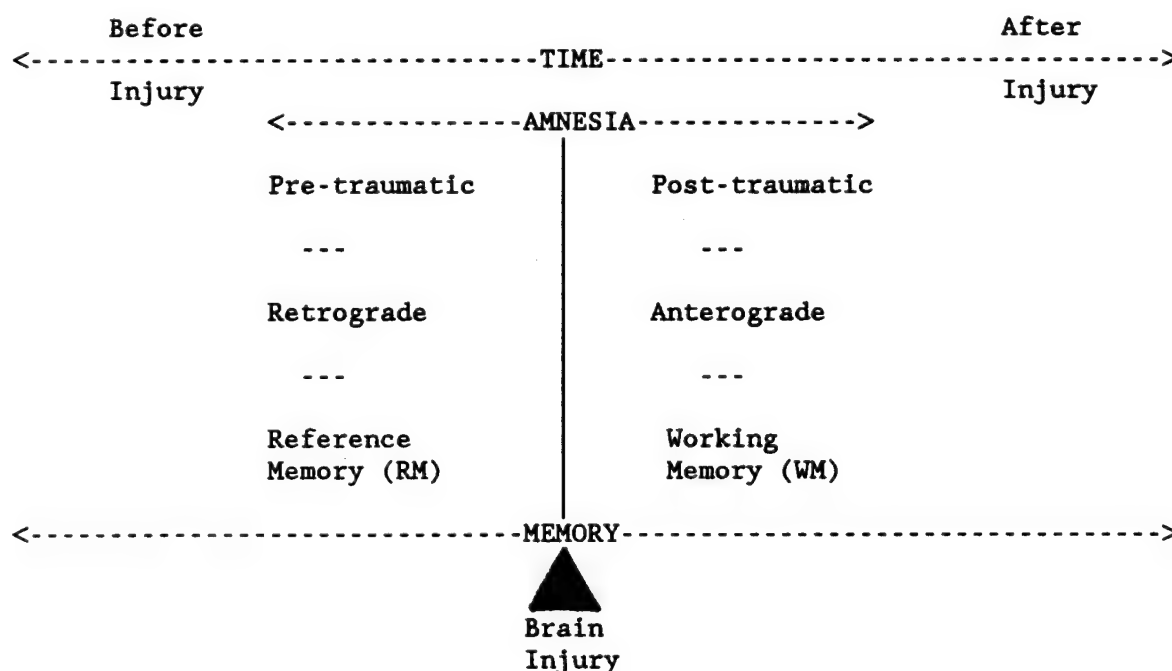 Before After
<------------------------------TIME--------------------------------->
Injury Injury
<--------------AMNESIA------------->
Pre-traumatic Post-traumatic
--- ---
Retrograde Anterograde
--- ---
Reference Working
Memory (RM) Memory (WM)
<-----------------------------MEMORY-------------------------------->
Brain
Injury